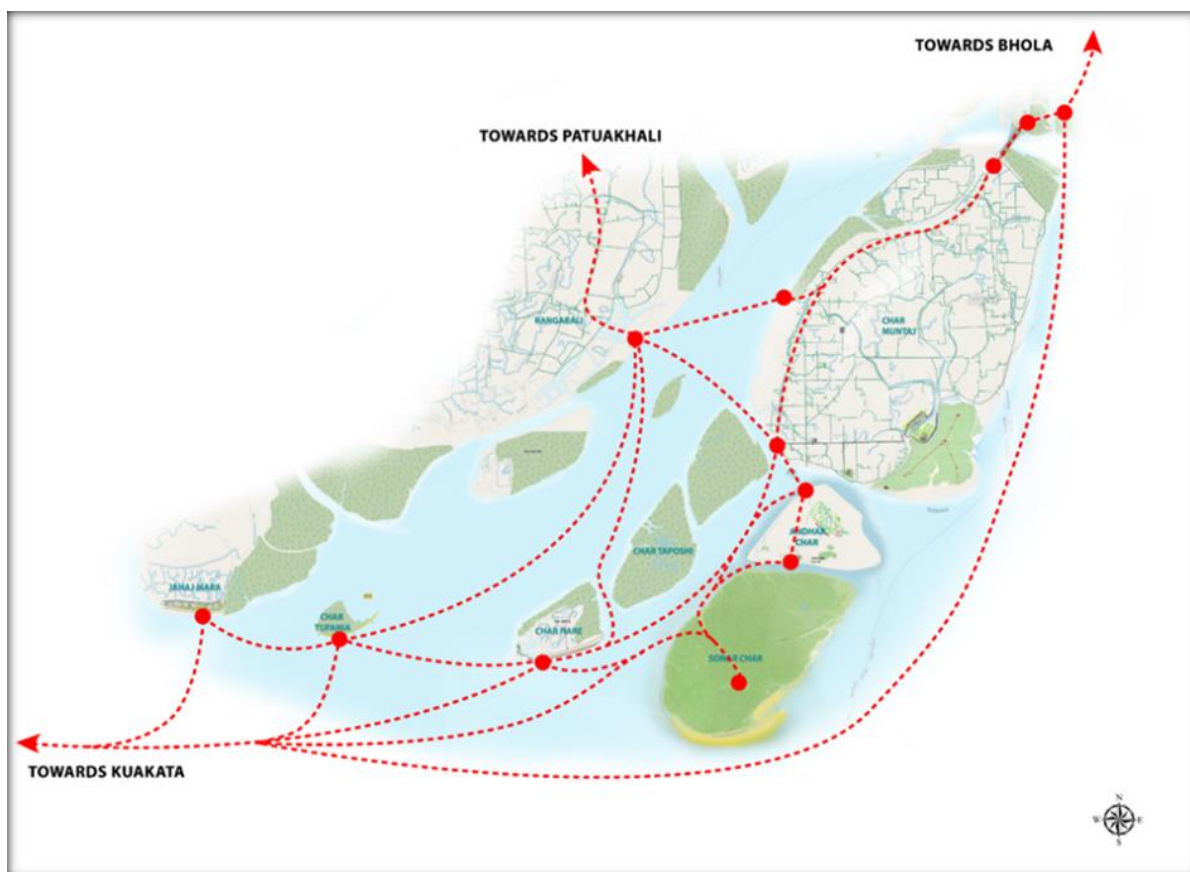 TOWARDS BHOLA
TOWARDS PATUAKHALI
RANGABALI
CHAR
MUNTAJ
ANDHAR
CHAR
CHAR TAPOSHI
JAHAJ MARA
CHAR
TUFANIA
CHAR HARE
SONAR CHAR
TOWARDS KUAKATA
N
W
E
S